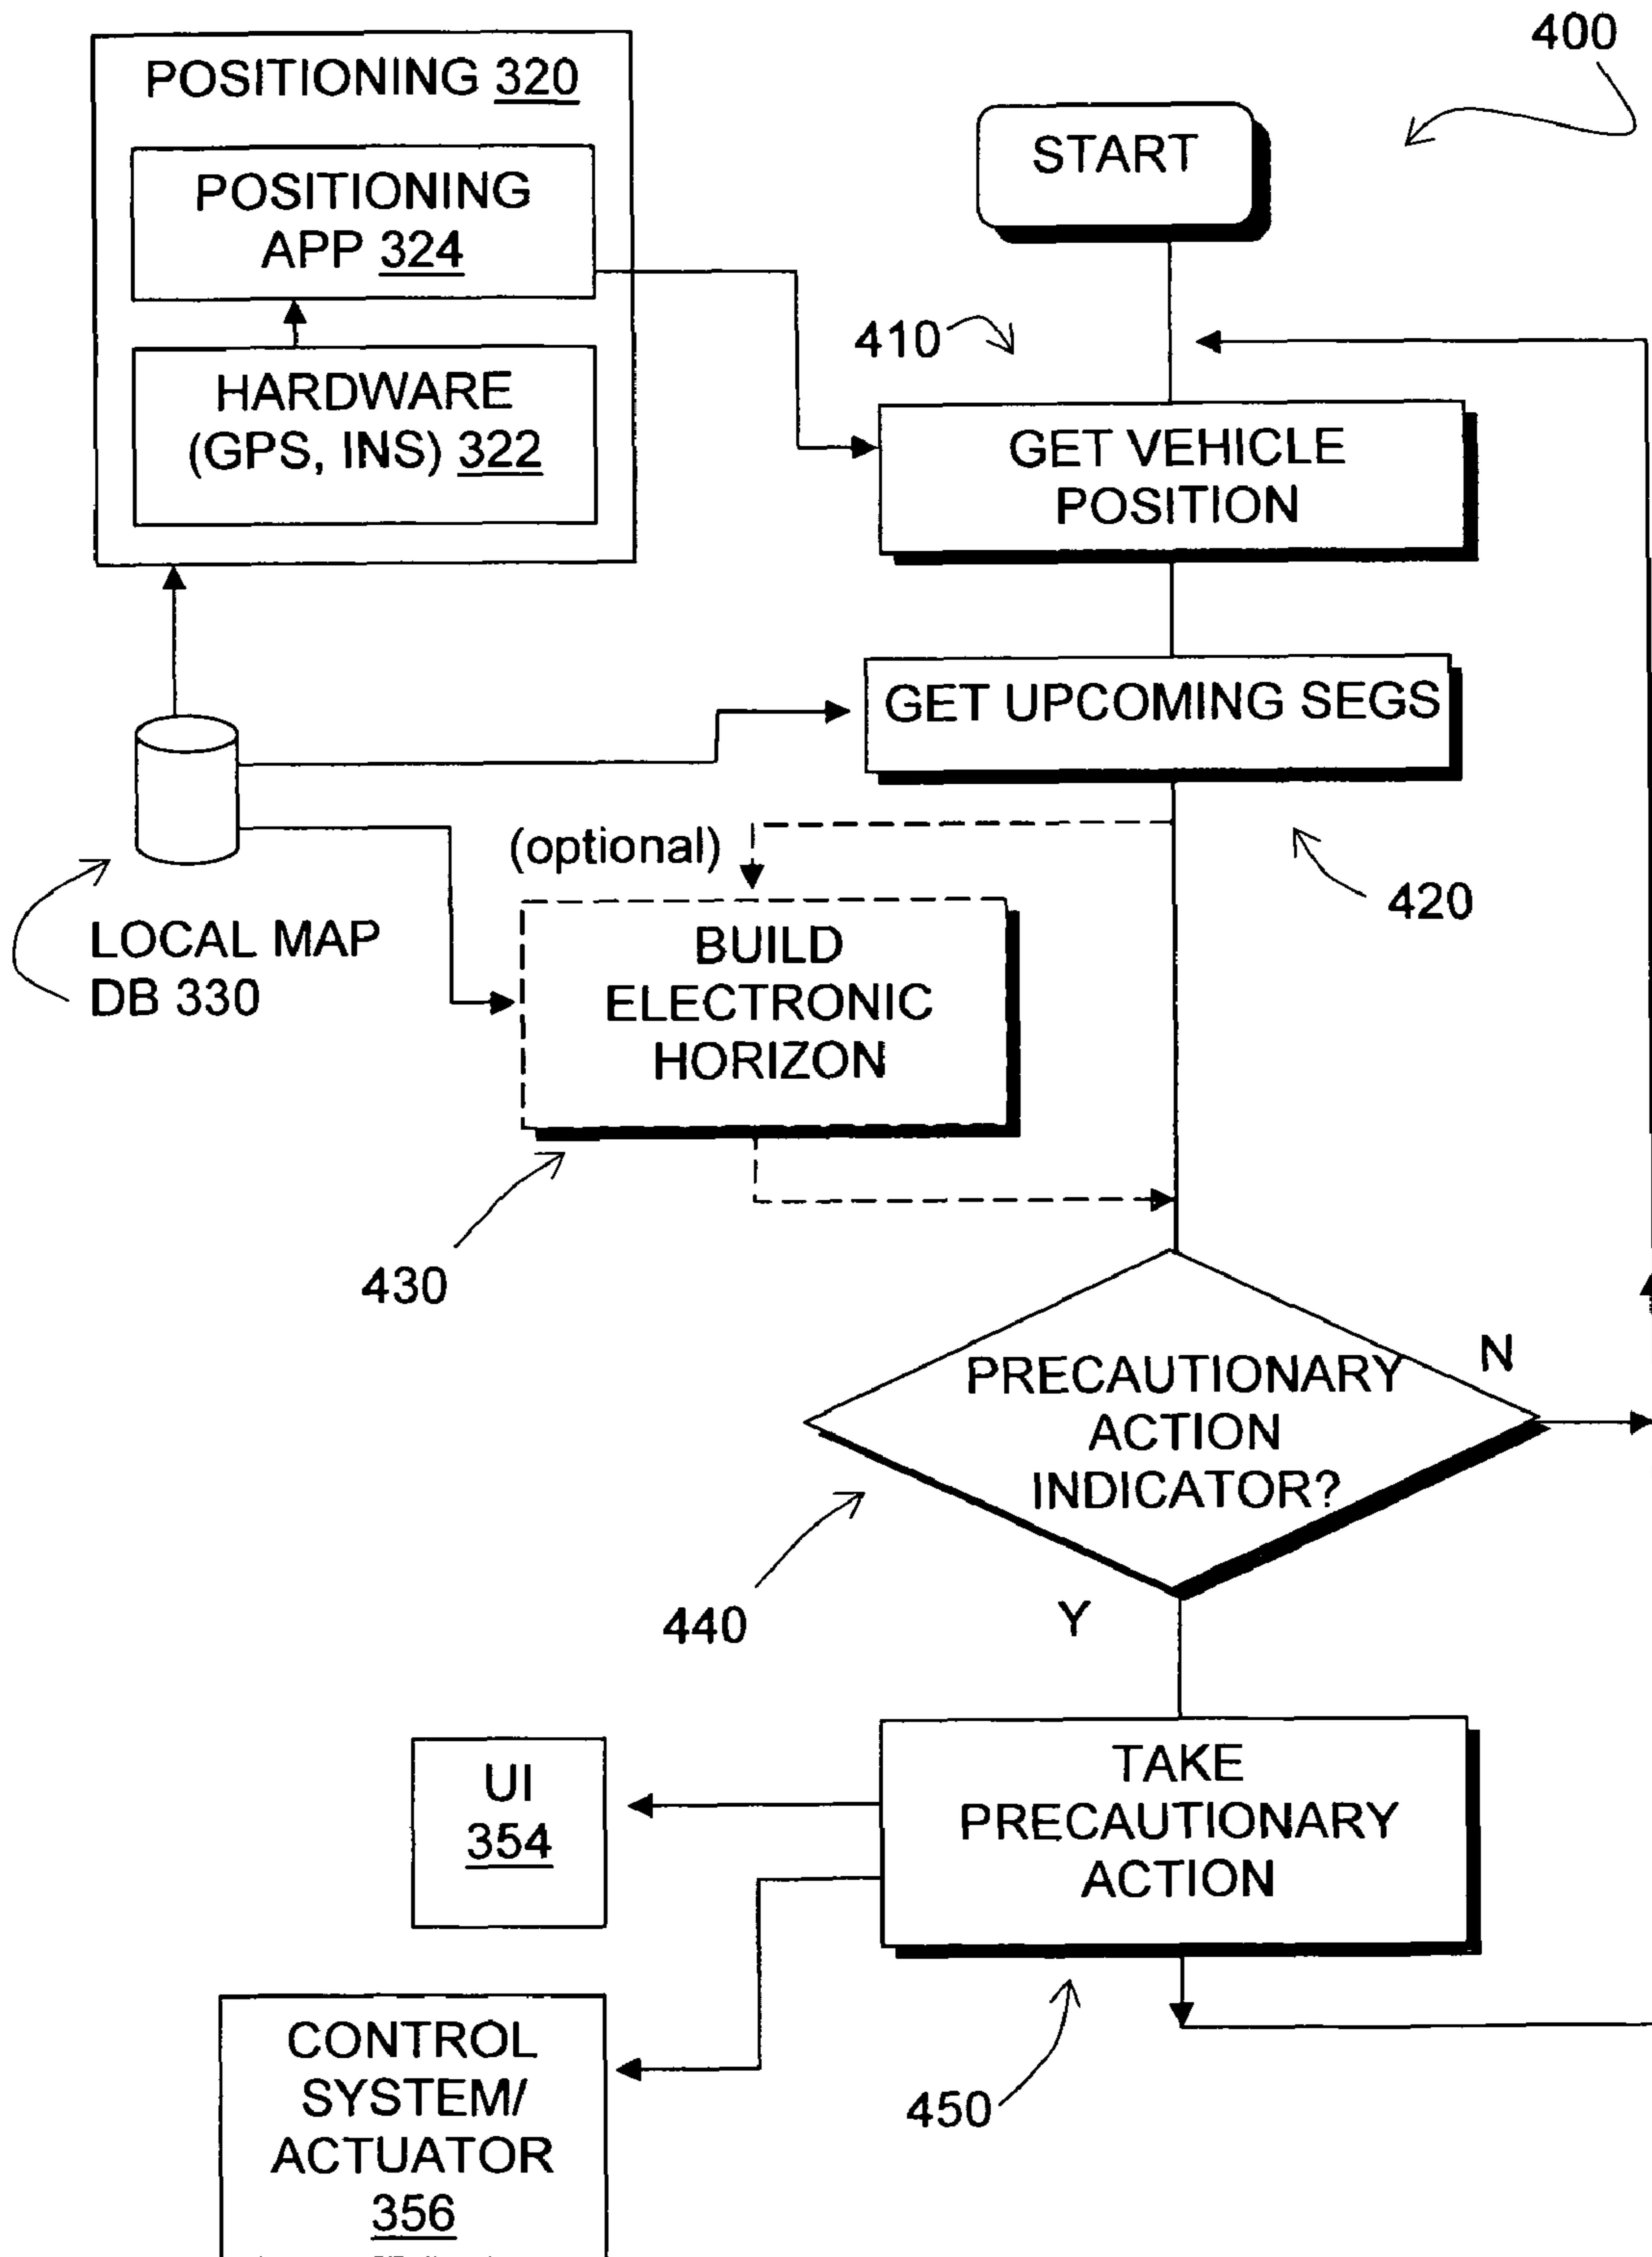 400
POSITIONING 320
POSITIONING
APP 324
HARDWARE
(GPS, INS) 322
START
410
GET VEHICLE
POSITION
GET UPCOMING SEGS
420
(optional)
LOCAL MAP
DB 330
BUILD
ELECTRONIC
HORIZON
430
PRECAUTIONARY
ACTION
INDICATOR?
N
440
Y
TAKE
PRECAUTIONARY
ACTION
UI
354
450
CONTROL
SYSTEM/
ACTUATOR
356